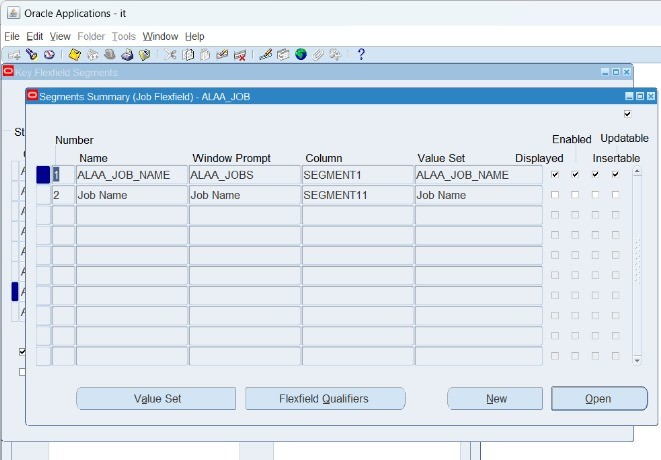 Oracle Applications - it
File Edit View Folder Tools Window Help
?
Key Flexfield Segments
Segments Summary (Job Flexfield) - ALAA_JOB
Number
Enabled Updatable
Name Window Prompt Column Value Set Displayed Insertable
1 ALAA_JOB_NAME ALAA_JOBS SEGMENT1 ALAA_JOB_NAME
2 Job Name Job Name SEGMENT11 Job Name
Value Set Flexfield Qualifiers New Open